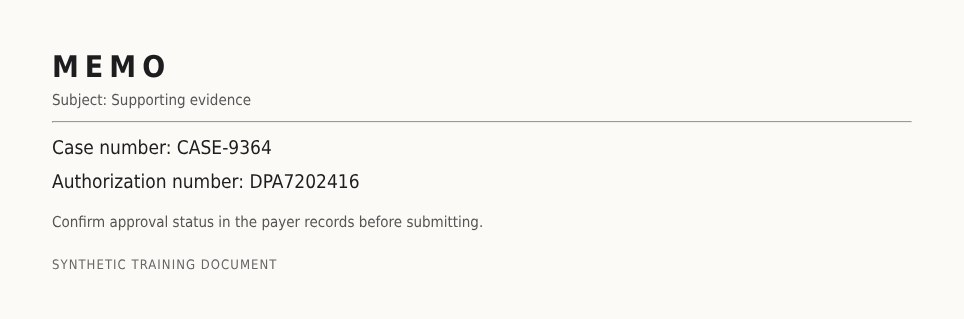 MEMO
Subject: Supporting evidence
Case number: CASE-9364
Authorization number: DPA7202416
Confirm approval status in the payer records before submitting.
SYNTHETIC TRAINING DOCUMENT